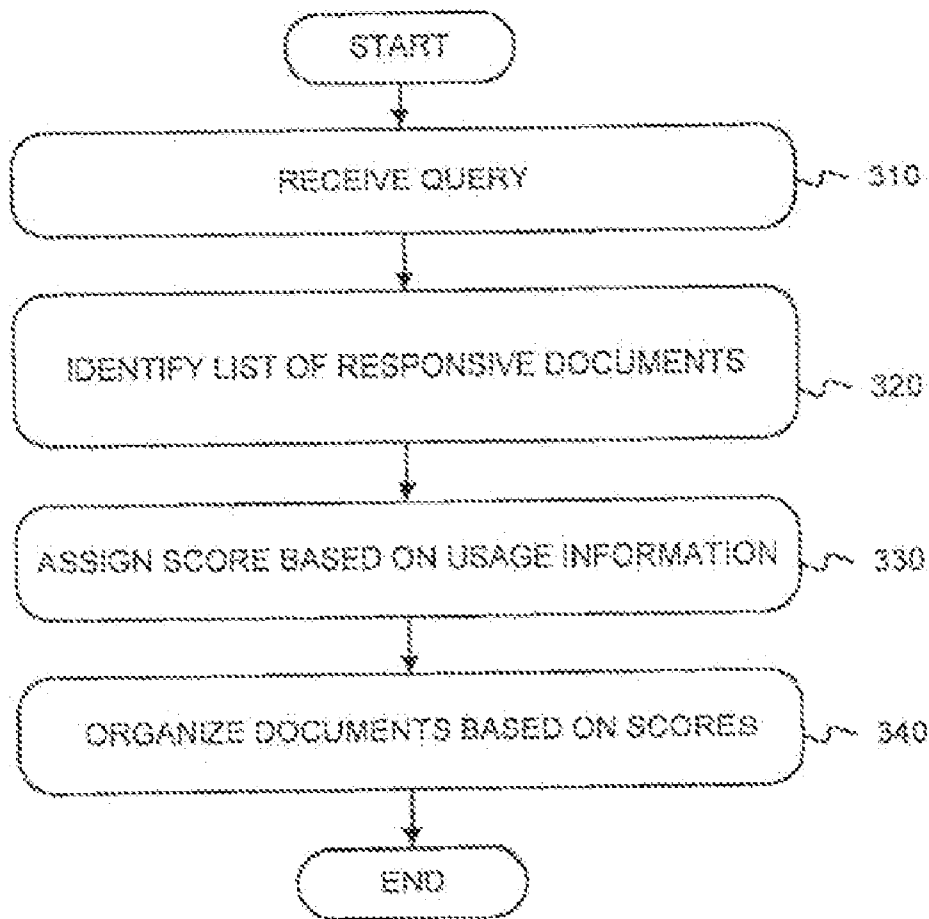 START
RECEIVE QUERY
310
IDENTIFY LIST OF RESPONSIVE DOCUMENTS
320
ASSIGN SCORE BASED ON USAGE INFORMATION
330
ORGANIZE DOCUMENTS BASED ON SCORES
340
END